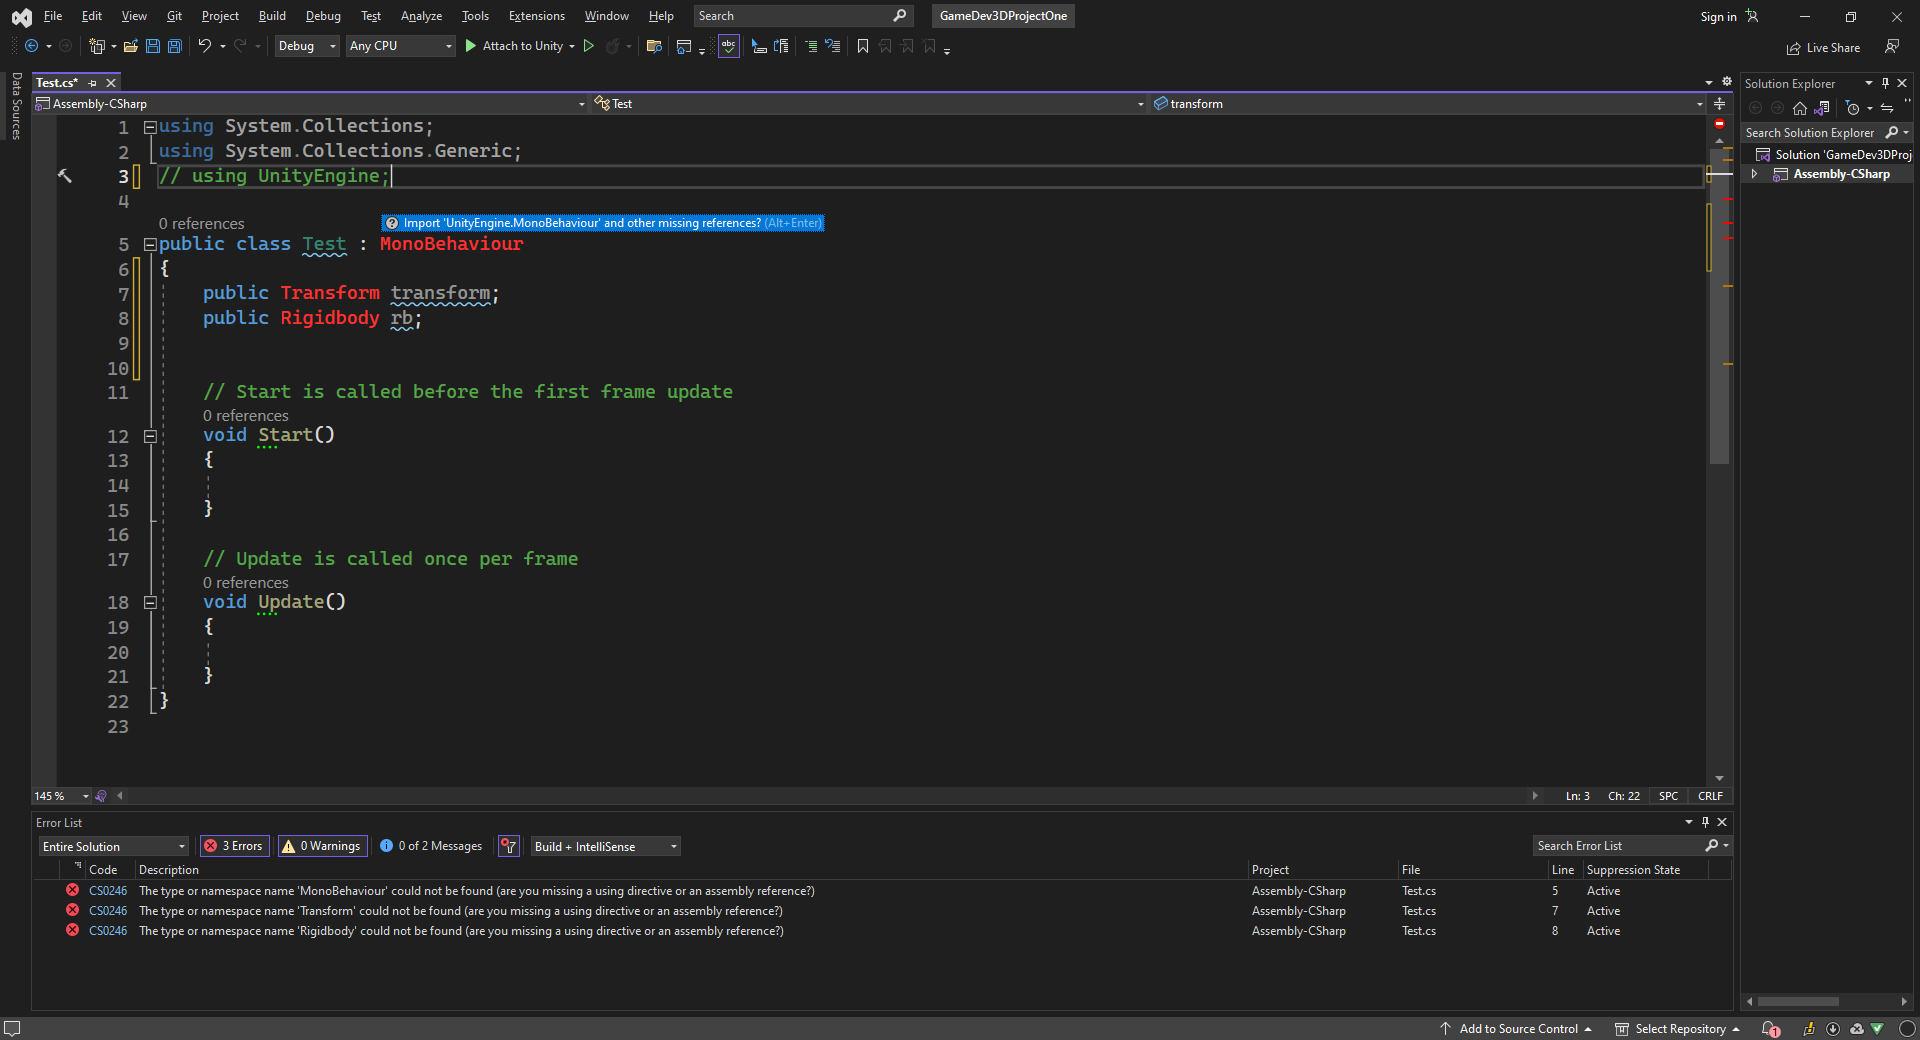 File Edit View Git Project Build Debug Test Analyze Tools Extensions Window Help Search GameDev3DProjectOne Sign in
Debug Any CPU Attach to Unity Live Share
Data Sources
Test.cs*
Assembly-CSharp Test transform
1 using System.Collections;
2 using System.Collections.Generic;
3 // using UnityEngine;
4
0 references
Import 'UnityEngine.MonoBehaviour' and other missing references? (Alt+Enter)
5 public class Test : MonoBehaviour
6 {
7 public Transform transform;
8 public Rigidbody rb;
9
10
11 // Start is called before the first frame update
0 references
12 void Start()
13 {
14
15 }
16
17 // Update is called once per frame
0 references
18 void Update()
19 {
20
21 }
22 }
23
145 % Ln: 3 Ch: 22 SPC CRLF
Solution Explorer
Search Solution Explorer
Solution 'GameDev3DProj
Assembly-CSharp
Error List
Entire Solution 3 Errors 0 Warnings 0 of 2 Messages Build + IntelliSense Search Error List
Code Description Project File Line Suppression State
CS0246 The type or namespace name 'MonoBehaviour' could not be found (are you missing a using directive or an assembly reference?) Assembly-CSharp Test.cs 5 Active
CS0246 The type or namespace name 'Transform' could not be found (are you missing a using directive or an assembly reference?) Assembly-CSharp Test.cs 7 Active
CS0246 The type or namespace name 'Rigidbody' could not be found (are you missing a using directive or an assembly reference?) Assembly-CSharp Test.cs 8 Active
Add to Source Control Select Repository 1